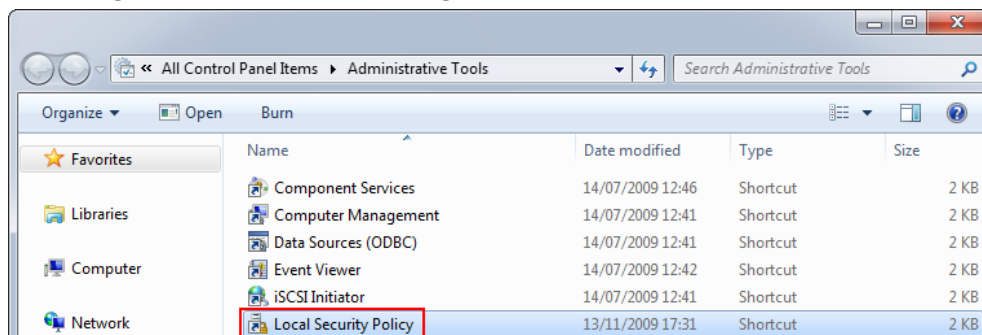 « All Control Panel Items ▸ Administrative Tools Search Administrative Tools
Organize ▾ Open Burn
Favorites Name Date modified Type Size
Component Services 14/07/2009 12:46 Shortcut 2 KB
Libraries Computer Management 14/07/2009 12:41 Shortcut 2 KB
Data Sources (ODBC) 14/07/2009 12:41 Shortcut 2 KB
Computer Event Viewer 14/07/2009 12:42 Shortcut 2 KB
iSCSI Initiator 14/07/2009 12:41 Shortcut 2 KB
Network Local Security Policy 13/11/2009 17:31 Shortcut 2 KB